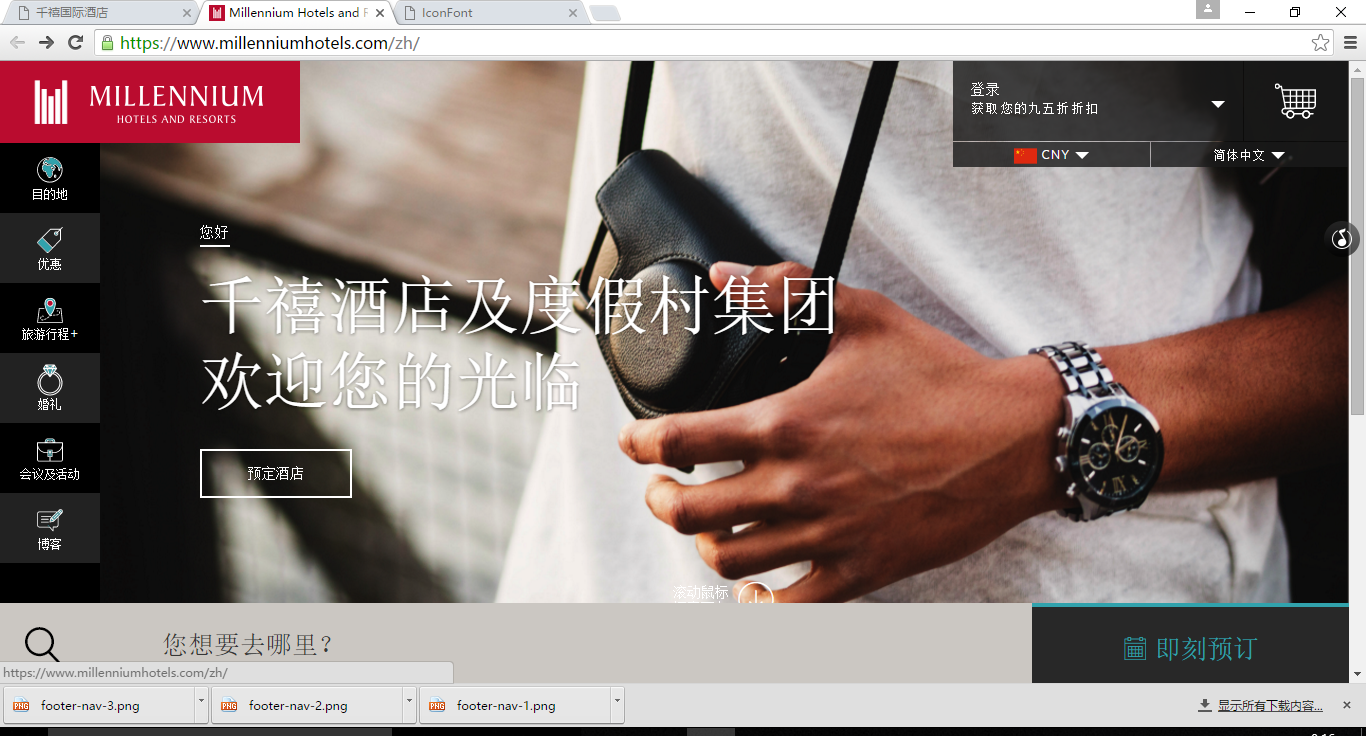 千禧国际酒店
Millennium Hotels and R
IconFont
https://www.millenniumhotels.com/zh/
MILLENNIUM
HOTELS AND RESORTS
登录
获取您的九五折折扣
CNY
简体中文
目的地
优惠
旅游行程+
婚礼
会议及活动
博客
您好
千禧酒店及度假村集团
欢迎您的光临
预定酒店
滚动鼠标
您想要去哪里？
即刻预订
https://www.millenniumhotels.com/zh/
footer-nav-3.png
footer-nav-2.png
footer-nav-1.png
显示所有下载内容...